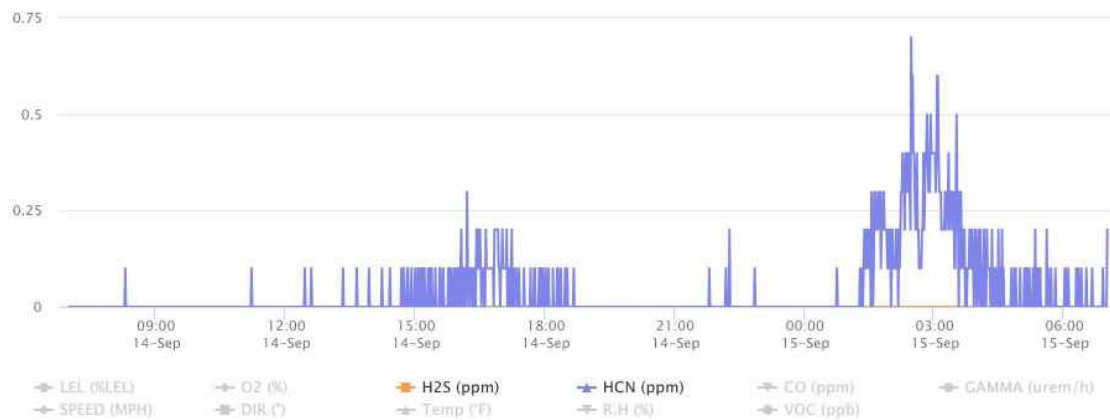 0.75
0.5
0.25
0
09:00 12:00 15:00 18:00 21:00 00:00 03:00 06:00
14-Sep 14-Sep 14-Sep 14-Sep 14-Sep 15-Sep 15-Sep 15-Sep
LEL (%LEL) O2 (%) H2S (ppm) HCN (ppm) CO (ppm) GAMMA (urem/h)
SPEED (MPH) DIR (°) Temp (°F) R.H (%) VOC (ppb)